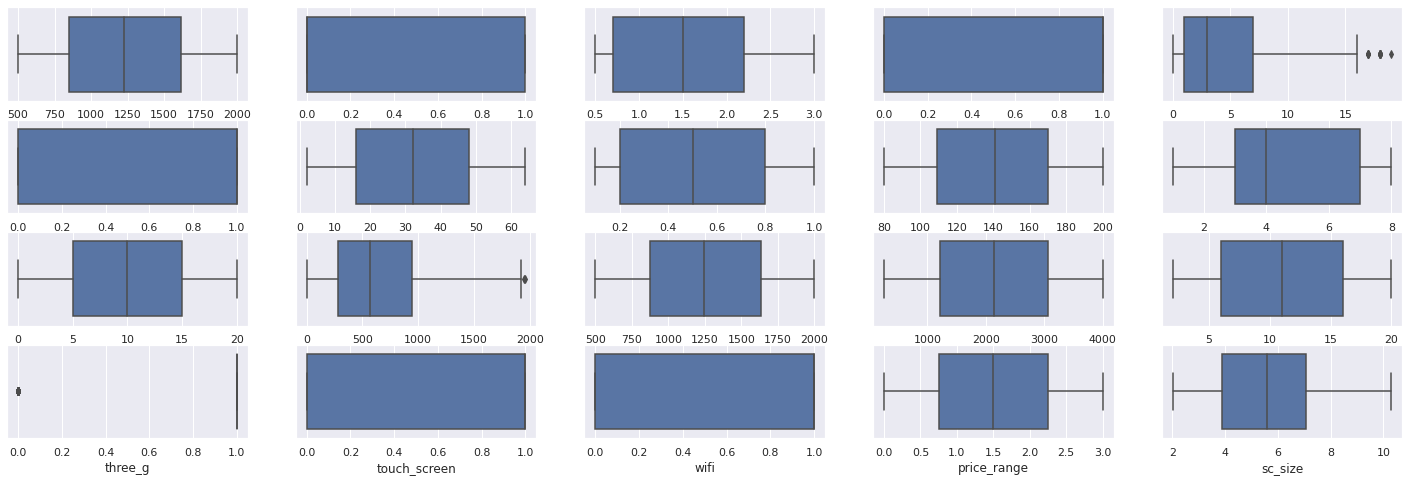 500 750 1000 1250 1500 1750 2000 0.0 0.2 0.4 0.6 0.8 1.0 0.5 1.0 1.5 2.0 2.5 3.0 0.0 0.2 0.4 0.6 0.8 1.0 0 5 10 15
0.0 0.2 0.4 0.6 0.8 1.0 0 10 20 30 40 50 60 0.2 0.4 0.6 0.8 1.0 80 100 120 140 160 180 200 2 4 6 8
0 5 10 15 20 0 500 1000 1500 2000 500 750 1000 1250 1500 1750 2000 1000 2000 3000 4000 5 10 15 20
0.0 0.2 0.4 0.6 0.8 1.0 0.0 0.2 0.4 0.6 0.8 1.0 0.0 0.2 0.4 0.6 0.8 1.0 0.0 0.5 1.0 1.5 2.0 2.5 3.0 2 4 6 8 10
three_g touch_screen wifi price_range sc_size